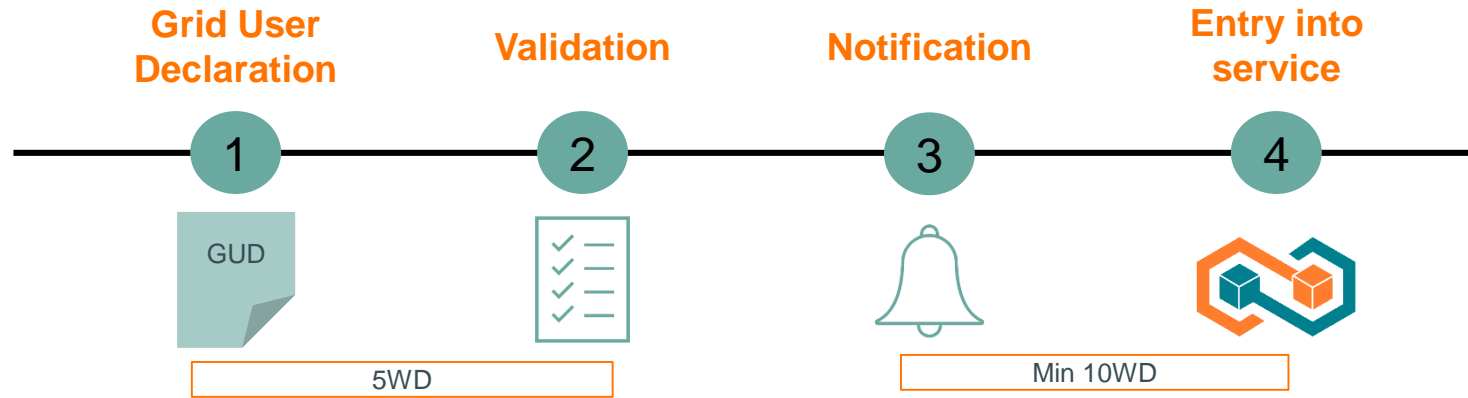 Grid User
Declaration
Validation
Notification
Entry into
service
1
2
3
4
GUD
5WD
Min 10WD